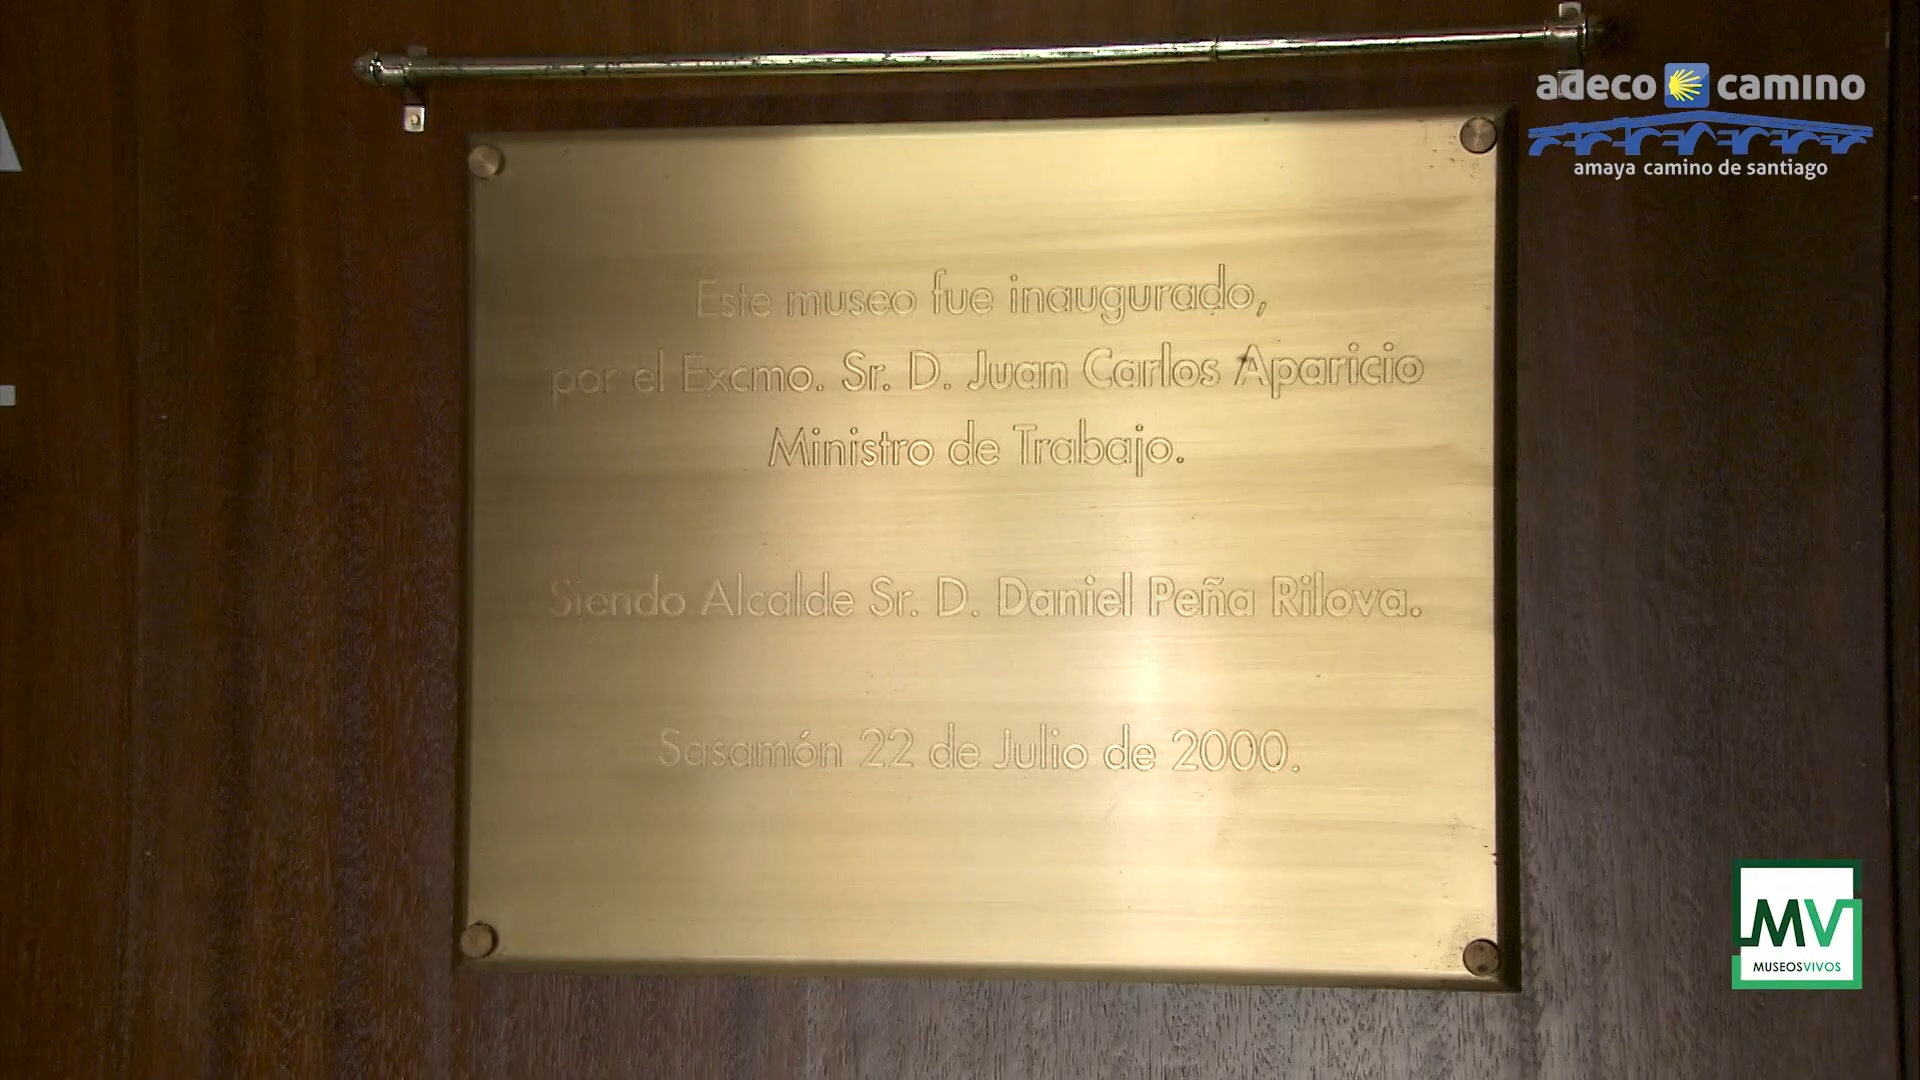 Este museo fue inaugurado,
por el Excmo. Sr. D. Juan Carlos Aparicio
Ministro de Trabajo.
Siendo Alcalde Sr. D. Daniel Peña Rilova.
Sasamón 22 de Julio de 2000.
adeco camino
amaya camino de santiago
MV
MUSEOSVIVOS